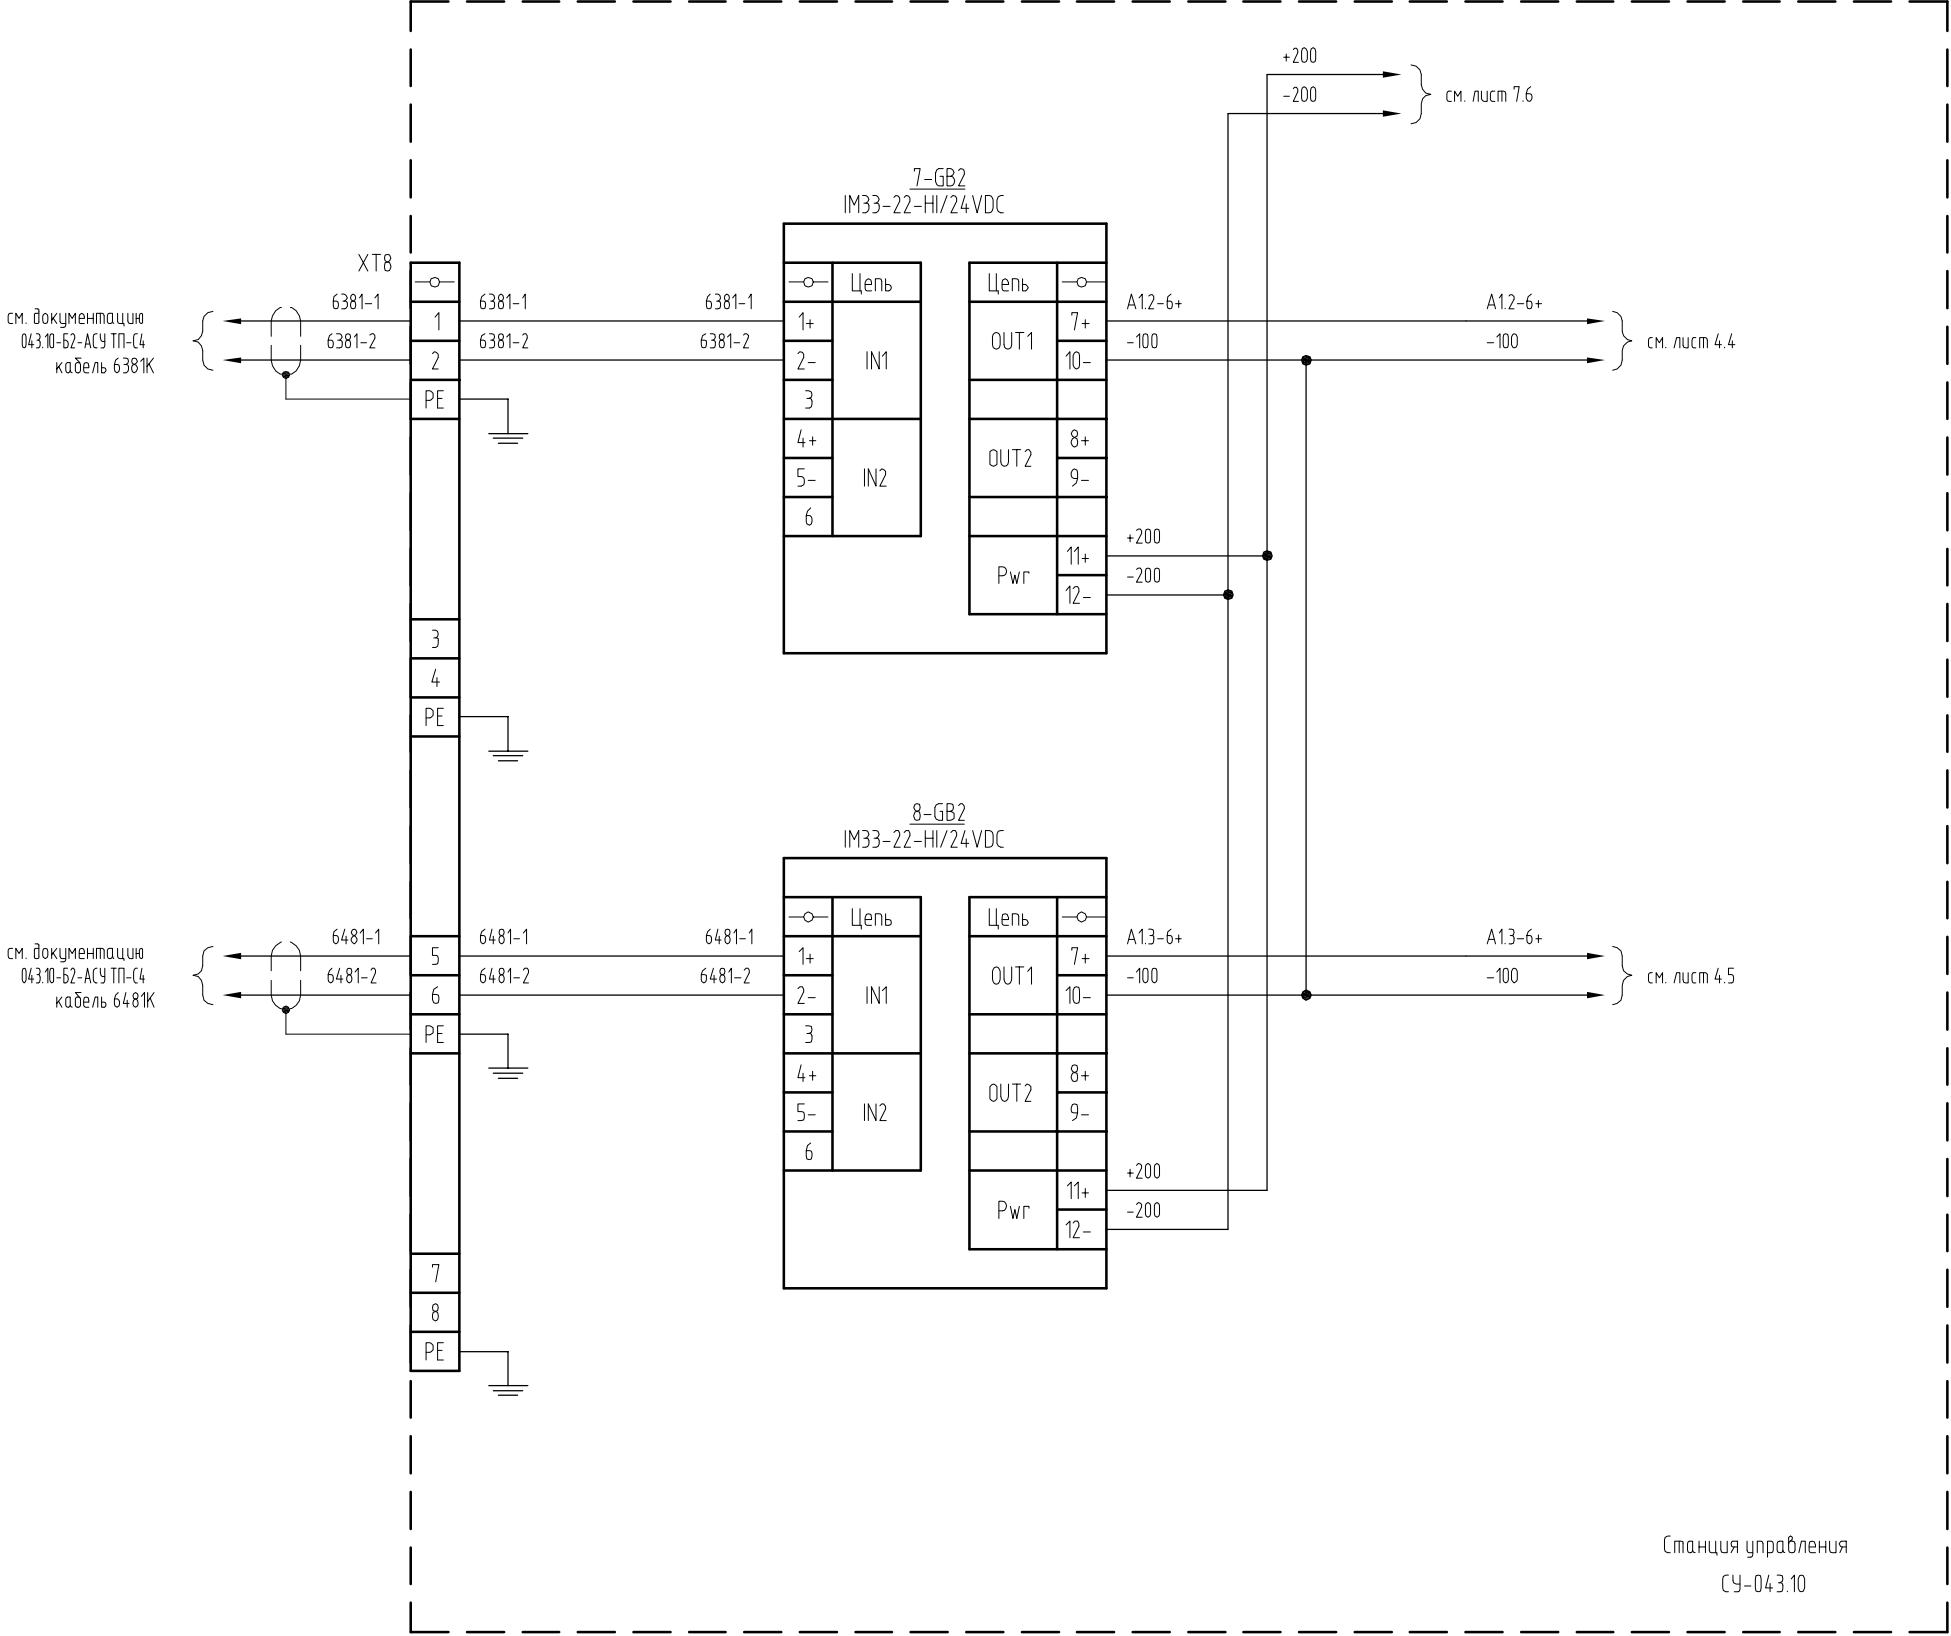 +200
-200
см. лист 7.6
7-GB2
IM33-22-HI/24VDC
XT8
Цепь
Цепь
см. документацию
043.10-Б2-АСУ ТП-С4
кабель 6381К
6381-1
1
6381-1
6381-1
1+
IN1
OUT1
7+
A1.2-6+
A1.2-6+
6381-2
2
6381-2
6381-2
2-
10-
-100
-100
см. лист 4.4
PE
3
4+
IN2
OUT2
8+
5-
9-
6
+200
11+
Pwr
-200
12-
3
4
PE
8-GB2
IM33-22-HI/24VDC
Цепь
Цепь
см. документацию
043.10-Б2-АСУ ТП-С4
кабель 6481К
6481-1
5
6481-1
6481-1
1+
IN1
OUT1
7+
A1.3-6+
A1.3-6+
6481-2
6
6481-2
6481-2
2-
10-
-100
-100
см. лист 4.5
PE
3
4+
IN2
OUT2
8+
5-
9-
6
+200
11+
Pwr
-200
12-
7
8
PE
Станция управления
СУ-043.10